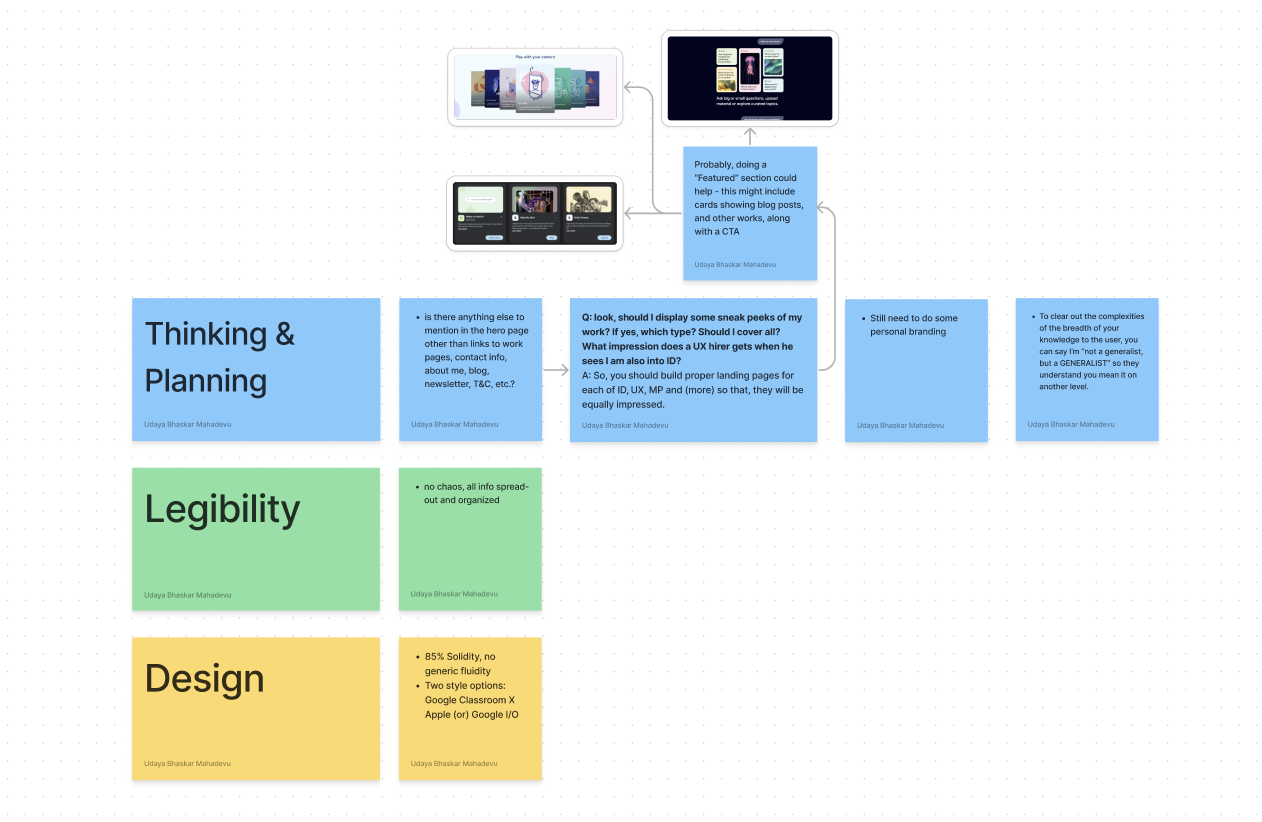 Play with your camera
Ask big or small questions, upload
material or explore curated topics.
Probably, doing a
“Featured” section could
help - this might include
cards showing blog posts,
and other works, along
with a CTA
Udaya Bhaskar Mahadevu
Thinking &
Planning
Udaya Bhaskar Mahadevu
• is there anything else to
mention in the hero page
other than links to work
pages, contact info,
about me, blog,
newsletter, T&C, etc.?
Udaya Bhaskar Mahadevu
Q: look, should I display some sneak peeks of my
work? If yes, which type? Should I cover all?
What impression does a UX hirer gets when he
sees I am also into ID?
A: So, you should build proper landing pages for
each of ID, UX, MP and (more) so that, they will be
equally impressed.
Udaya Bhaskar Mahadevu
• Still need to do some
personal branding
Udaya Bhaskar Mahadevu
• To clear out the complexities
of the breadth of your
knowledge to the user, you
can say I’m “not a generalist,
but a GENERALIST” so they
understand you mean it on
another level.
Udaya Bhaskar Mahadevu
Legibility
Udaya Bhaskar Mahadevu
• no chaos, all info spread-
out and organized
Udaya Bhaskar Mahadevu
Design
Udaya Bhaskar Mahadevu
• 85% Solidity, no
generic fluidity
• Two style options:
Google Classroom X
Apple (or) Google I/O
Udaya Bhaskar Mahadevu